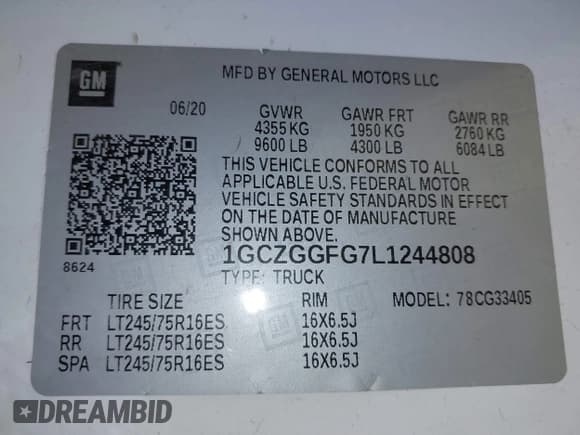 GM
MFD BY GENERAL MOTORS LLC
06/20 GVWR GAWR FRT GAWR RR
4355 KG 1950 KG 2760 KG
9600 LB 4300 LB 6084 LB
THIS VEHICLE CONFORMS TO ALL
APPLICABLE U.S. FEDERAL MOTOR
VEHICLE SAFETY STANDARDS IN EFFECT
ON THE DATE OF MANUFACTURE
SHOWN ABOVE.
8624
1GCZGGFG7L1244808
TYPE: TRUCK
TIRE SIZE RIM MODEL: 78CG33405
FRT LT245/75R16ES 16X6.5J
RR LT245/75R16ES 16X6.5J
SPA LT245/75R16ES 16X6.5J
DREAMBID